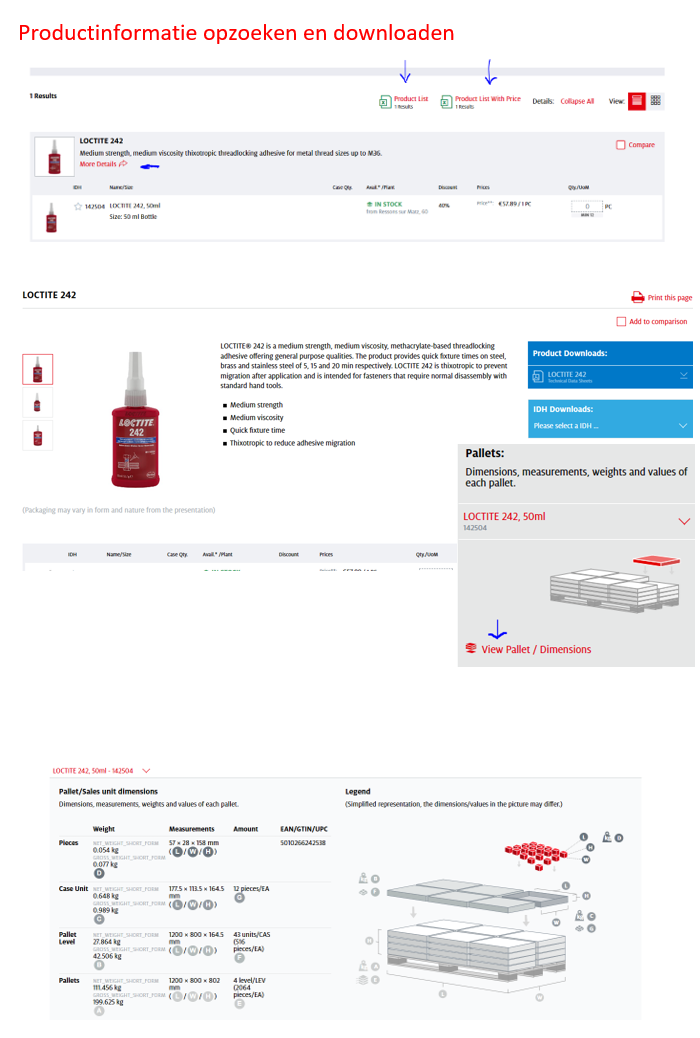 Productinformatie opzoeken en downloaden
1 Results
Product List
1 Results
Product List With Price
1 Results
Details: Collapse All View:
LOCTITE 242
Medium strength, medium viscosity thixotropic threadlocking adhesive for metal thread sizes up to M36.
More Details
Compare
IDH Name/Size Case Qty. Avail.* /Plant Discount Prices Qty./UoM
142504 LOCTITE 242, 50ml IN STOCK 40% €57.89 / 1 PC 0 PC
Size: 50 ml Bottle
LOCTITE 242
Print this page
Add to comparison
LOCTITE® 242 is a medium strength, medium viscosity, methacrylate-based threadlocking
adhesive offering general purpose qualities. The product provides quick fixture times on steel,
brass and stainless steel of 5, 15 and 20 min respectively. LOCTITE 242 is thixotropic to prevent
migration after application and is intended for fasteners that require normal disassembly with
standard hand tools.
Medium strength
Medium viscosity
Quick fixture time
Thixotropic to reduce adhesive migration
LOCTITE
242
Product Downloads:
LOCTITE 242
Technical Data Sheets
IDH Downloads:
Please select a IDH ...
(Packaging may vary in form and nature from the presentation)
Pallets:
Dimensions, measurements, weights and values of
each pallet.
LOCTITE 242, 50ml
142504
View Pallet / Dimensions
IDH Name/Size Case Qty. Avail.* /Plant Discount Prices Qty./UoM
LOCTITE 242, 50ml - 142504
Pallet/Sales unit dimensions
Dimensions, measurements, weights and values of each pallet.
Legend
(Simplified representation, the dimensions/values in the picture may differ.)
Weight Measurements Amount EAN/GTIN/UPC
Pieces NET_WEIGHT_SHORT_FORM 57 × 28 × 158 mm 5010266242538
0.054 kg ( L / W / H )
GROSS_WEIGHT_SHORT_FORM
0.077 kg
D
Case Unit NET_WEIGHT_SHORT_FORM 177.5 × 113.5 × 164.5 12 pieces/EA
0.648 kg mm G
GROSS_WEIGHT_SHORT_FORM ( L / W / H )
0.989 kg
C
Pallet NET_WEIGHT_SHORT_FORM 1200 × 800 × 164.5 43 units/CAS
Level 27.864 kg mm (516
GROSS_WEIGHT_SHORT_FORM ( L / W / H ) pieces/EA)
42.506 kg F
B
Pallets NET_WEIGHT_SHORT_FORM 1200 × 800 × 802 4 level/LEV
111.456 kg mm (2064
GROSS_WEIGHT_SHORT_FORM ( L / W / H ) pieces/EA)
199.625 kg E
A
L
D
H
W
B
F
L
H
W
C
G
H
A
E
L
W